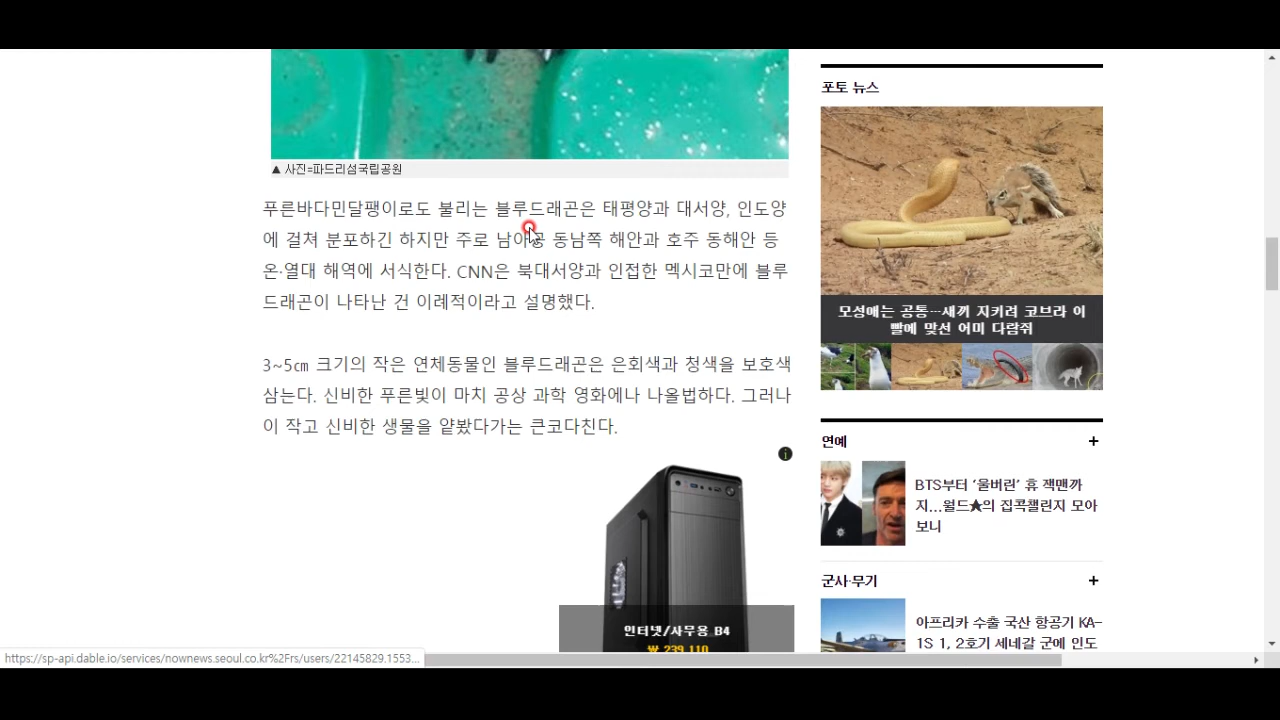 ▲ 사진=파드리섬국립공원
푸른바다민달팽이로도 불리는 블루드래곤은 태평양과 대서양, 인도양
에 걸쳐 분포하긴 하지만 주로 남아공 동남쪽 해안과 호주 동해안 등
온·열대 해역에 서식한다. CNN은 북대서양과 인접한 멕시코만에 블루
드래곤이 나타난 건 이례적이라고 설명했다.
3~5㎝ 크기의 작은 연체동물인 블루드래곤은 은회색과 청색을 보호색
삼는다. 신비한 푸른빛이 마치 공상 과학 영화에나 나올법하다. 그러나
이 작고 신비한 생물을 얕봤다가는 큰코다친다.
인터넷/사무용 B4
₩ 239,110
포토 뉴스
모성애는 공통…새끼 지키려 코브라 이
빨에 맞선 어미 다람쥐
연예 +
BTS부터 ‘울버린’ 휴 잭맨까
지…월드★의 집콕챌린지 모아
보니
군사·무기 +
아프리카 수출 국산 항공기 KA-
1S 1, 2호기 세네갈 군에 인도
https://sp-api.dable.io/services/nownews.seoul.co.kr%2Frs/users/22145829.1553...